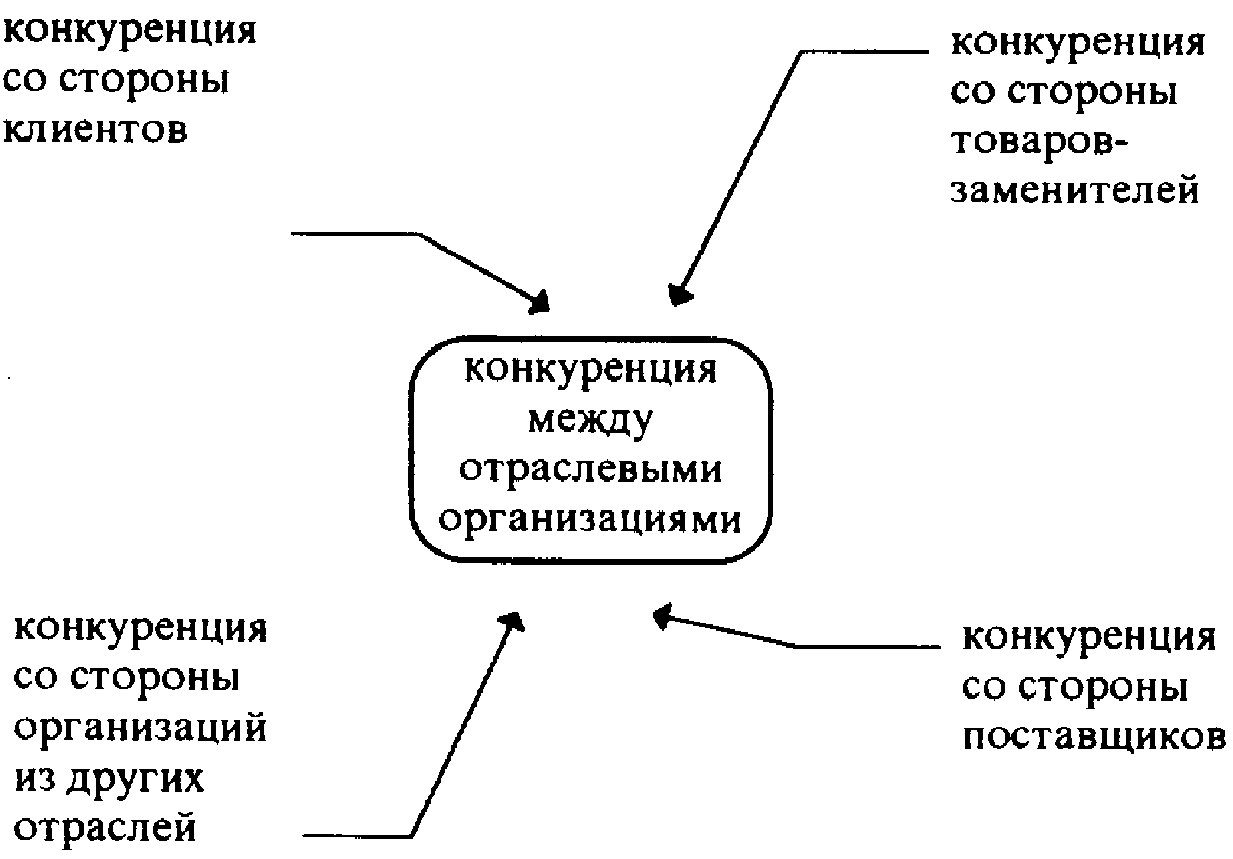 конкуренция
со стороны
клиентов
конкуренция
со стороны
товаров-
заменителей
конкуренция
между
отраслевыми
организациями
конкуренция
со стороны
организаций
из других
отраслей
конкуренция
со стороны
поставщиков